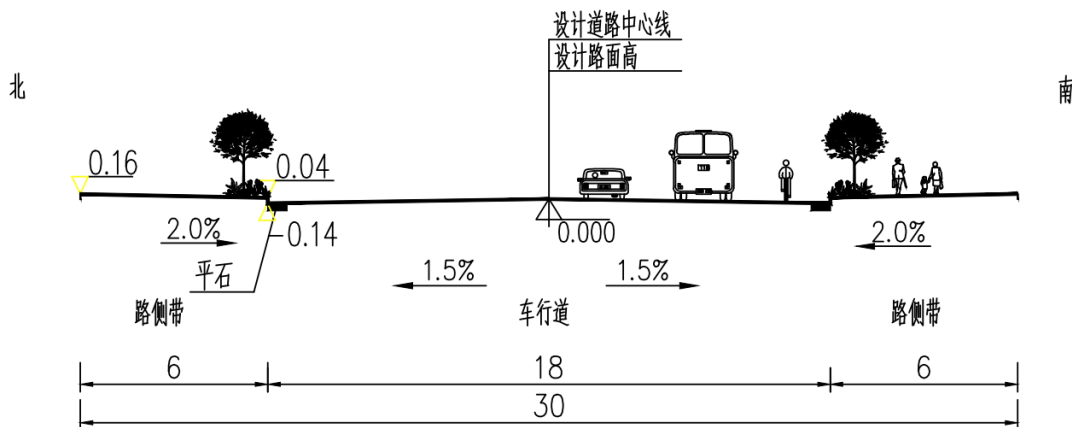 设计道路中心线
设计路面高
北
南
0.16
0.04
2.0%
-0.14
0.000
2.0%
平石
1.5%
1.5%
路侧带
车行道
路侧带
6
18
6
30